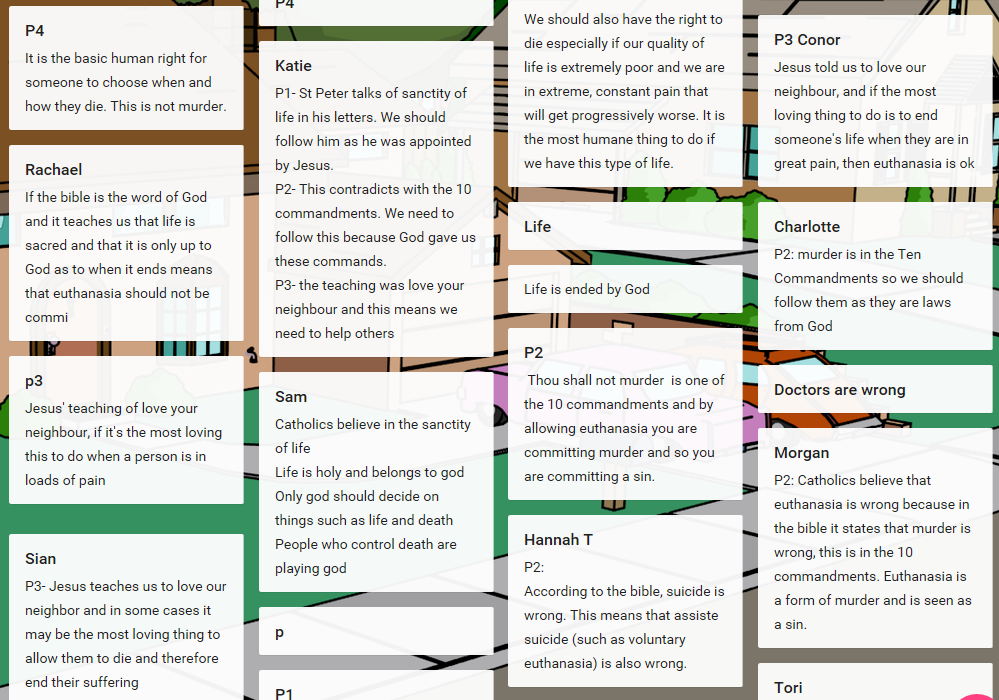 P4
It is the basic human right for
someone to choose when and
how they die. This is not murder.
Rachael
If the bible is the word of God
and it teaches us that life is
sacred and that it is only up to
God as to when it ends means
that euthanasia should not be
commi
p3
Jesus' teaching of love your
neighbour, if it's the most loving
this to do when a person is in
loads of pain
Sian
P3- Jesus teaches us to love our
neighbor and in some cases it
may be the most loving thing to
allow them to die and therefore
end their suffering
P4
Katie
P1- St Peter talks of sanctity of
life in his letters. We should
follow him as he was appointed
by Jesus.
P2- This contradicts with the 10
commandments. We need to
follow this because God gave us
these commands.
P3- the teaching was love your
neighbour and this means we
need to help others
Sam
Catholics believe in the sanctity
of life
Life is holy and belongs to god
Only god should decide on
things such as life and death
People who control death are
playing god
p
P1
We should also have the right to
die especially if our quality of
life is extremely poor and we are
in extreme, constant pain that
will get progressively worse. It is
the most humane thing to do if
we have this type of life.
Life
Life is ended by God
P2
Thou shall not murder is one of
the 10 commandments and by
allowing euthanasia you are
committing murder and so you
are committing a sin.
Hannah T
P2:
According to the bible, suicide is
wrong. This means that assiste
suicide (such as voluntary
euthanasia) is also wrong.
P3 Conor
Jesus told us to love our
neighbour, and if the most
loving thing to do is to end
someone's life when they are in
great pain, then euthanasia is ok
Charlotte
P2: murder is in the Ten
Commandments so we should
follow them as they are laws
from God
Doctors are wrong
Morgan
P2: Catholics believe that
euthanasia is wrong because in
the bible it states that murder is
wrong, this is in the 10
commandments. Euthanasia is
a form of murder and is seen as
a sin.
Tori